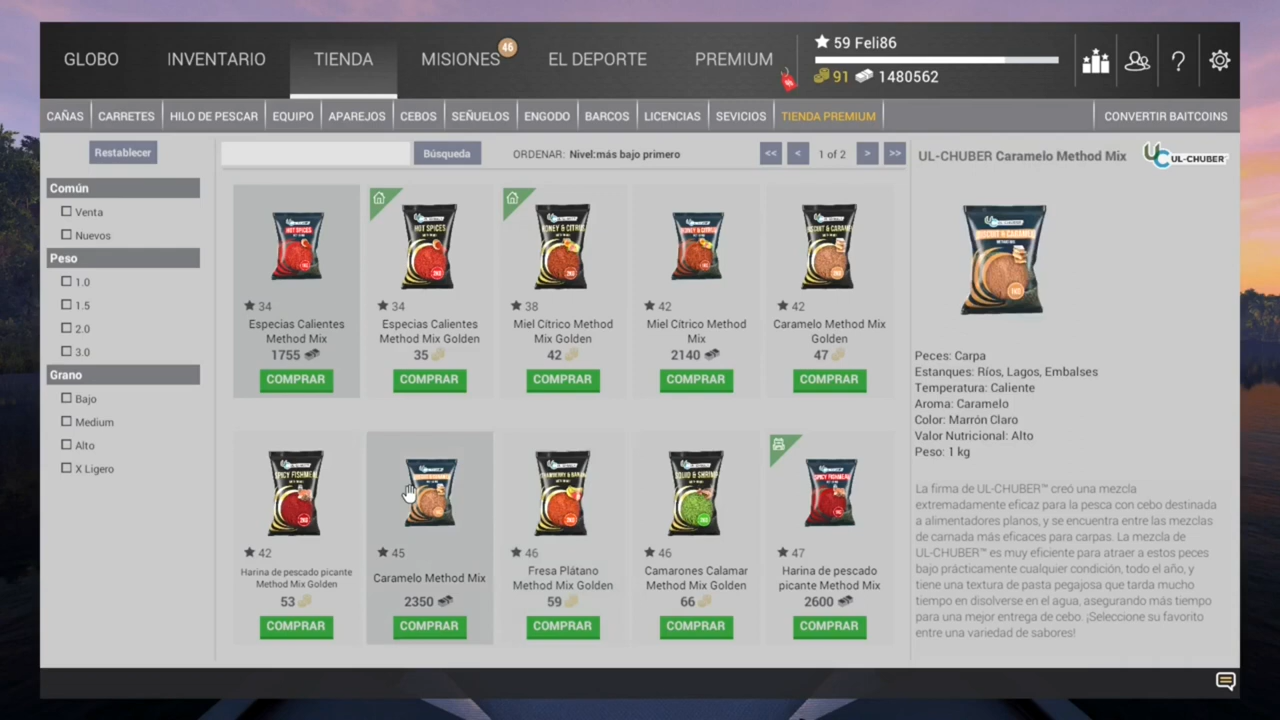 GLOBO INVENTARIO TIENDA MISIONES 46 EL DEPORTE PREMIUM
59 Feli86
91 1480562
CAÑAS CARRETES HILO DE PESCAR EQUIPO APAREJOS CEBOS SEÑUELOS ENGODO BARCOS LICENCIAS SEVICIOS TIENDA PREMIUM CONVERTIR BAITCOINS
Restablecer
Búsqueda ORDENAR: Nivel:más bajo primero << < 1 of 2 > >>
Común
Venta
Nuevos
Peso
1.0
1.5
2.0
3.0
Grano
Bajo
Medium
Alto
X Ligero
34
Especias Calientes
Method Mix
1755
COMPRAR
34
Especias Calientes
Method Mix Golden
35
COMPRAR
38
Miel Cítrico Method
Mix Golden
42
COMPRAR
42
Miel Cítrico Method
Mix
2140
COMPRAR
42
Caramelo Method Mix
Golden
47
COMPRAR
42
Harina de pescado picante
Method Mix Golden
53
COMPRAR
45
Caramelo Method Mix
2350
COMPRAR
46
Fresa Plátano
Method Mix Golden
59
COMPRAR
46
Camarones Calamar
Method Mix Golden
66
COMPRAR
47
Harina de pescado
picante Method Mix
2600
COMPRAR
UL-CHUBER Caramelo Method Mix
UC UL-CHUBER
Peces: Carpa
Estanques: Ríos, Lagos, Embalses
Temperatura: Caliente
Aroma: Caramelo
Color: Marrón Claro
Valor Nutricional: Alto
Peso: 1 kg
La firma de UL-CHUBER™ creó una mezcla
extremadamente eficaz para la pesca con cebo destinada
a alimentadores planos, y se encuentra entre las mezclas
de carnada más eficaces para carpas. La mezcla de
UL-CHUBER™ es muy eficiente para atraer a estos peces
bajo prácticamente cualquier condición, todo el año, y
tiene una textura de pasta pegajosa que tarda mucho
tiempo en disolverse en el agua, asegurando más tiempo
para una mejor entrega de cebo. ¡Seleccione su favorito
entre una variedad de sabores!